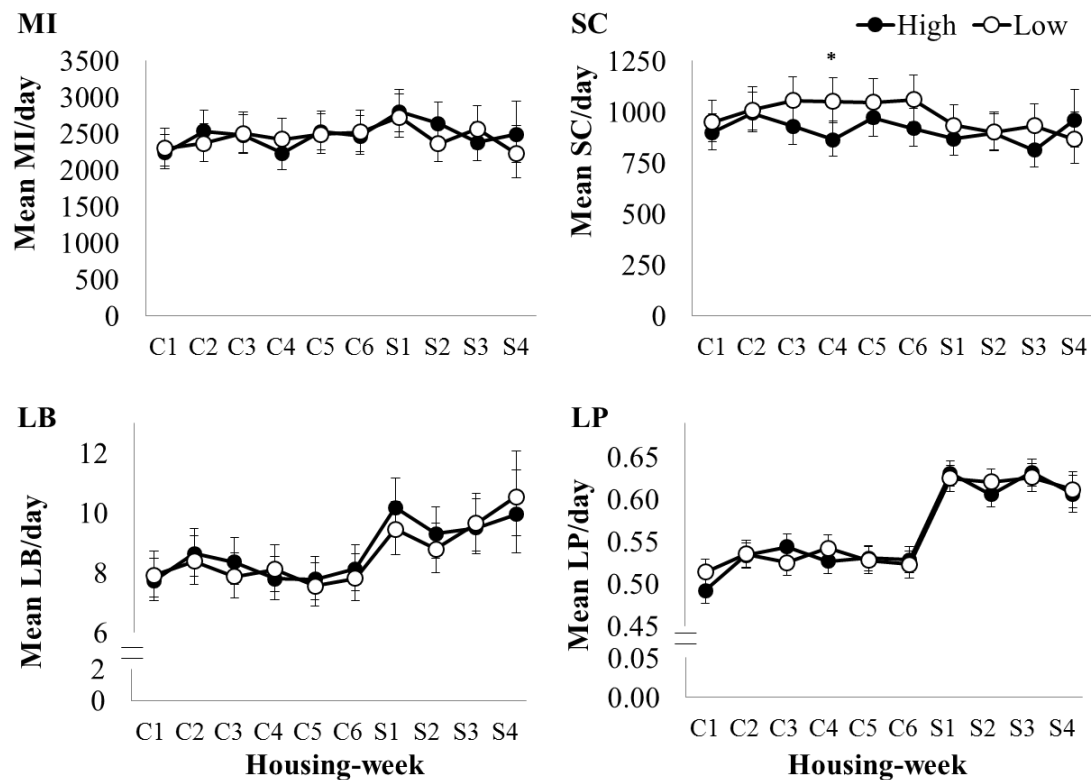 MI
Mean MI/day
3500
3000
2500
2000
1500
1000
500
0
C1 C2 C3 C4 C5 C6 S1 S2 S3 S4
SC
High Low
*
Mean SC/day
1250
1000
750
500
250
0
C1 C2 C3 C4 C5 C6 S1 S2 S3 S4
LB
Mean LB/day
12
10
8
6
2
0
C1 C2 C3 C4 C5 C6 S1 S2 S3 S4
Housing-week
LP
Mean LP/day
0.65
0.60
0.55
0.50
0.45
0.05
0.00
C1 C2 C3 C4 C5 C6 S1 S2 S3 S4
Housing-week